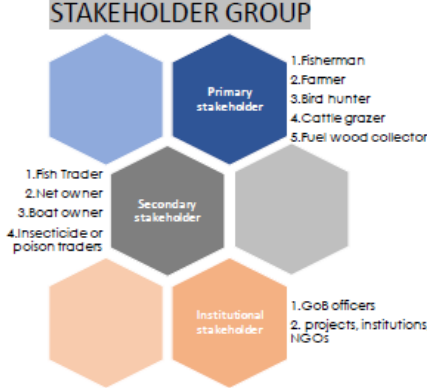 STAKEHOLDER GROUP
Primary
stakeholder
1.Fisherman
2.Farmer
3.Bird hunter
4.Cattle grazer
5.Fuel wood collector
1.Fish Trader
2.Net owner
3.Boat owner
4.Insecticide or
poison traders
Secondary
stakeholder
Institutional
stakeholder
1.GoB officers
2. projects, institutions
NGOs